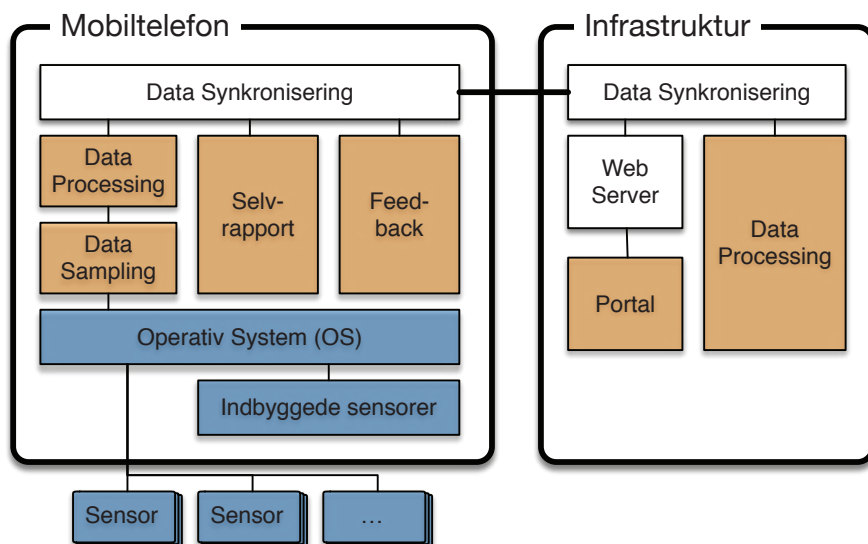 Mobiltelefon
Data Synkronisering
Data
Processing
Data
Sampling
Selv-
rapport
Feed-
back
Operativ System (OS)
Indbyggede sensorer
Sensor
Sensor
...
Infrastruktur
Data Synkronisering
Web
Server
Portal
Data
Processing